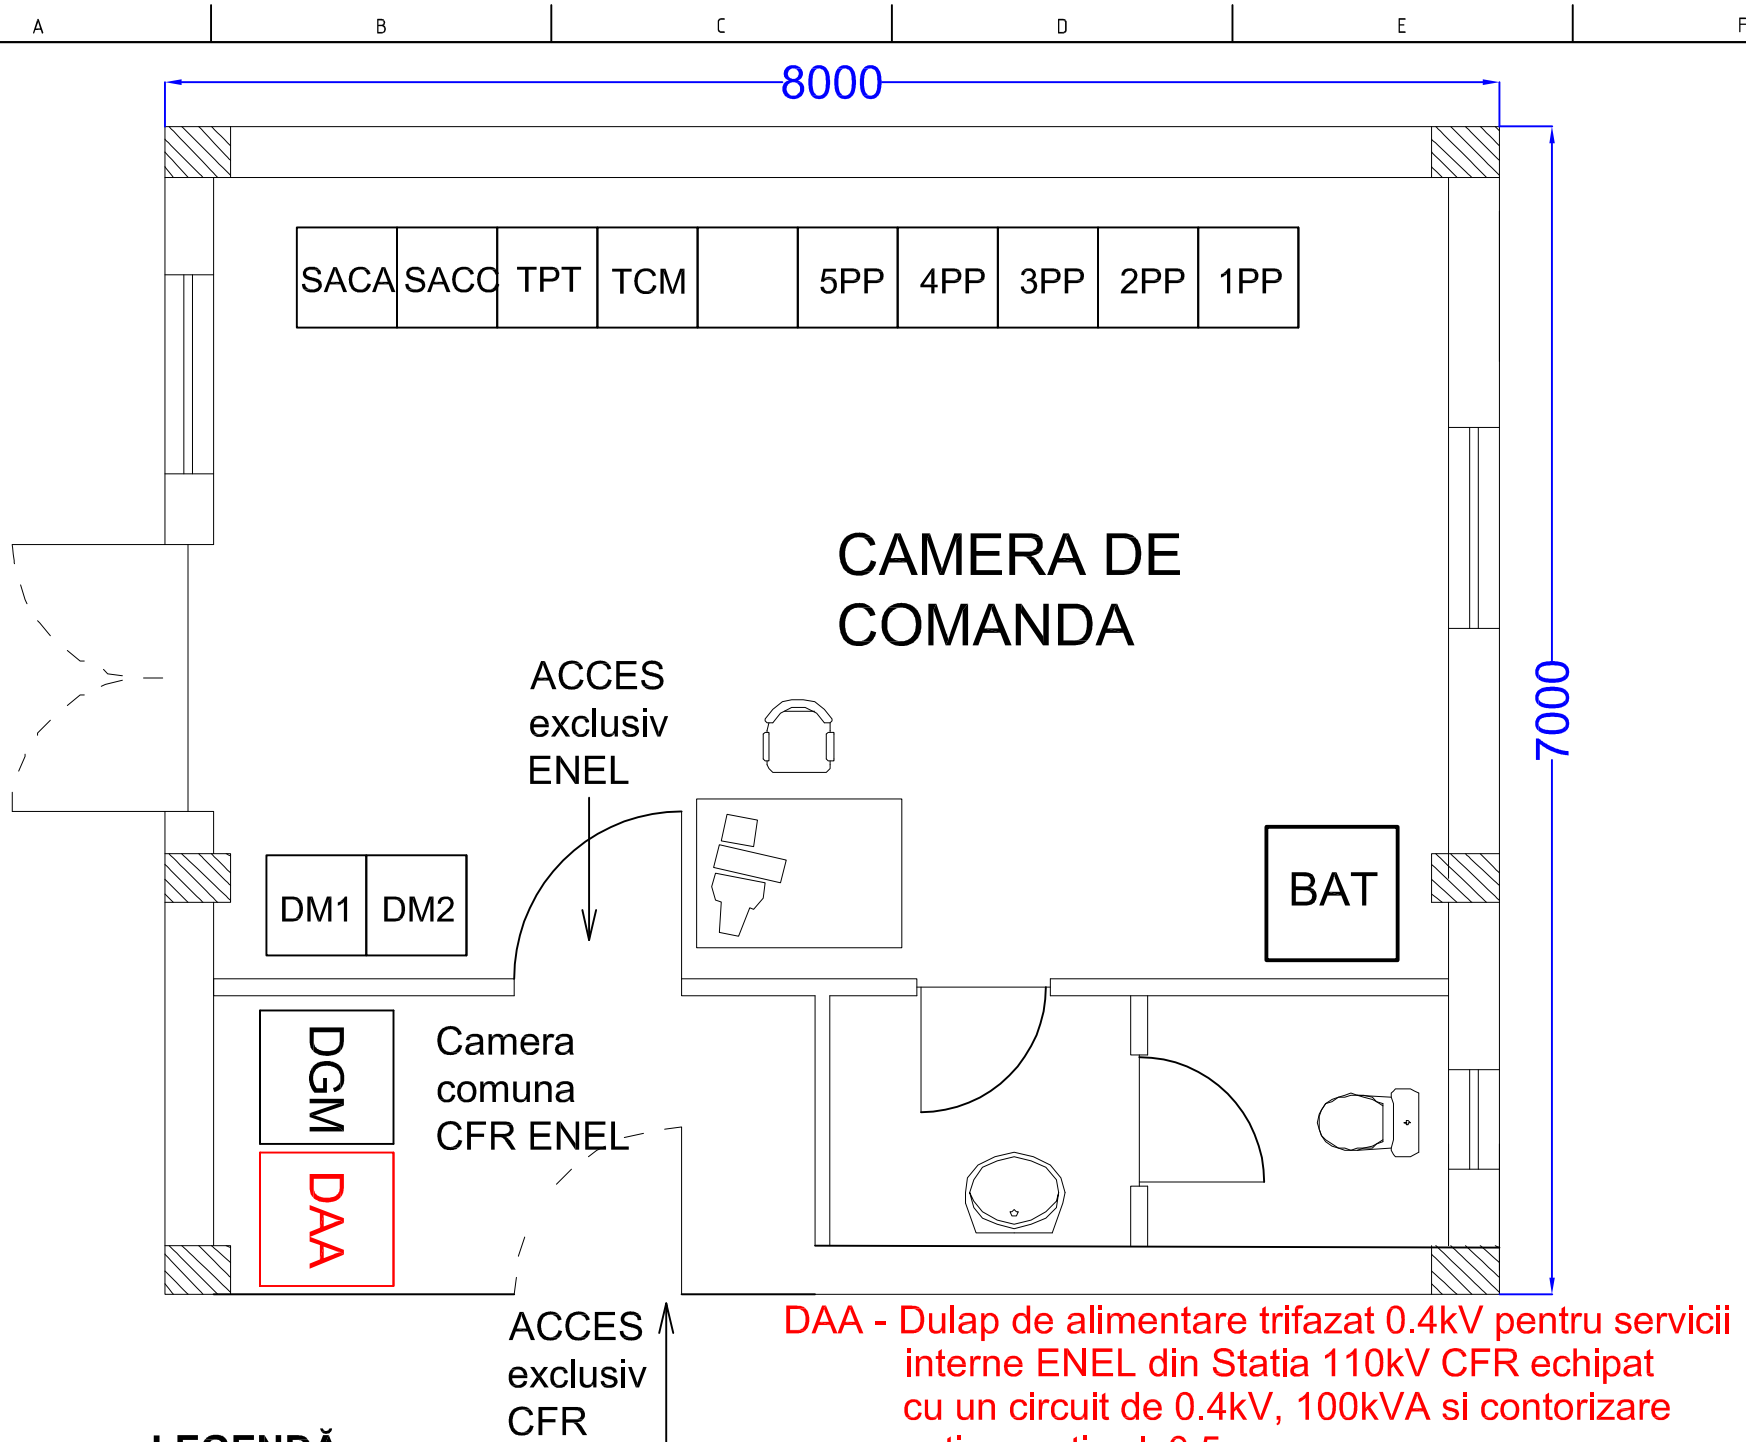 A B C D E F
8000
SACA SACC TPT TCM 5PP 4PP 3PP 2PP 1PP
CAMERA DE
COMANDA
7000
ACCES
exclusiv
ENEL
DM1 DM2
BAT
DGM
Camera
comuna
CFR ENEL
DAA
ACCES
exclusiv
CFR
DAA - Dulap de alimentare trifazat 0.4kV pentru servicii
interne ENEL din Statia 110kV CFR echipat
cu un circuit de 0.4kV, 100kVA si contorizare
LEGENDĂ